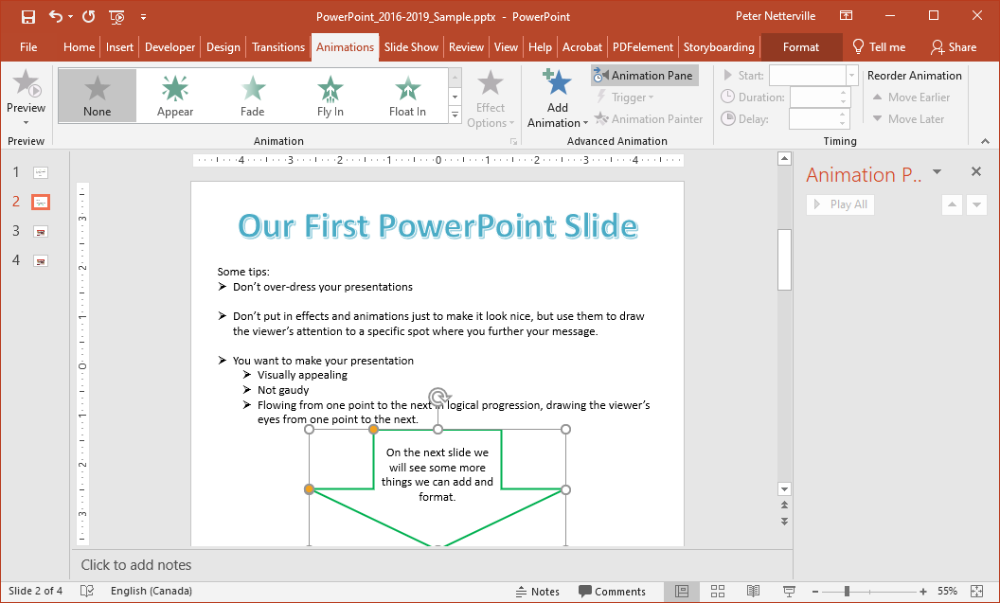 PowerPoint_2016-2019_Sample.pptx - PowerPoint
Peter Netterville
File Home Insert Developer Design Transitions Animations Slide Show Review View Help Acrobat PDFelement Storyboarding Format Tell me Share
Preview
Preview
None Appear Fade Fly In Float In
Animation
Effect
Options
Add
Animation
Animation Pane
Trigger
Animation Painter
Advanced Animation
Start:
Duration:
Delay:
Reorder Animation
Move Earlier
Move Later
Timing
1
2
3
4
4 3 2 1 0 1 2 3 4
3
2
1
0
1
2
3
Our First PowerPoint Slide
Some tips:
Don't over-dress your presentations
Don't put in effects and animations just to make it look nice, but use them to draw
the viewer's attention to a specific spot where you further your message.
You want to make your presentation
Visually appealing
Not gaudy
Flowing from one point to the next in logical progression, drawing the viewer's
eyes from one point to the next.
On the next slide we
will see some more
things we can add and
format.
Animation P..
Play All
Click to add notes
Slide 2 of 4 English (Canada) Notes Comments 55%